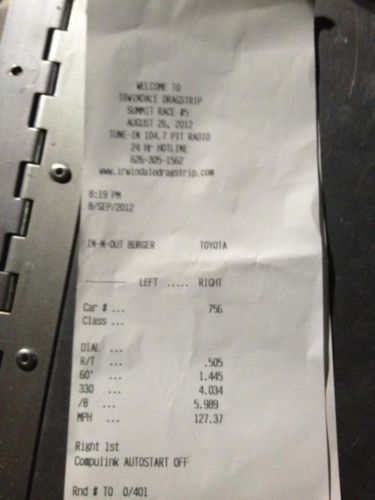 WELCOME TO
IRWINDALE DRAGSTRIP
SUMMIT RACE #5
AUGUST 26, 2012
TUNE-IN 104.7 PIT RADIO
24 Hr HOTLINE
626-305-1562
www.irwindaledragstrip.com
8:19 PM
8/SEP/2012
IN-N-OUT BURGER TOYOTA
--------- LEFT ..... RIGHT
Car # ... 756
Class ...
DIAL ...
R/T ... .505
60' ... 1.445
330 ... 4.034
/8 ... 5.989
MPH ... 127.37
Right 1st
Compulink AUTOSTART OFF
Rnd # TO 0/401